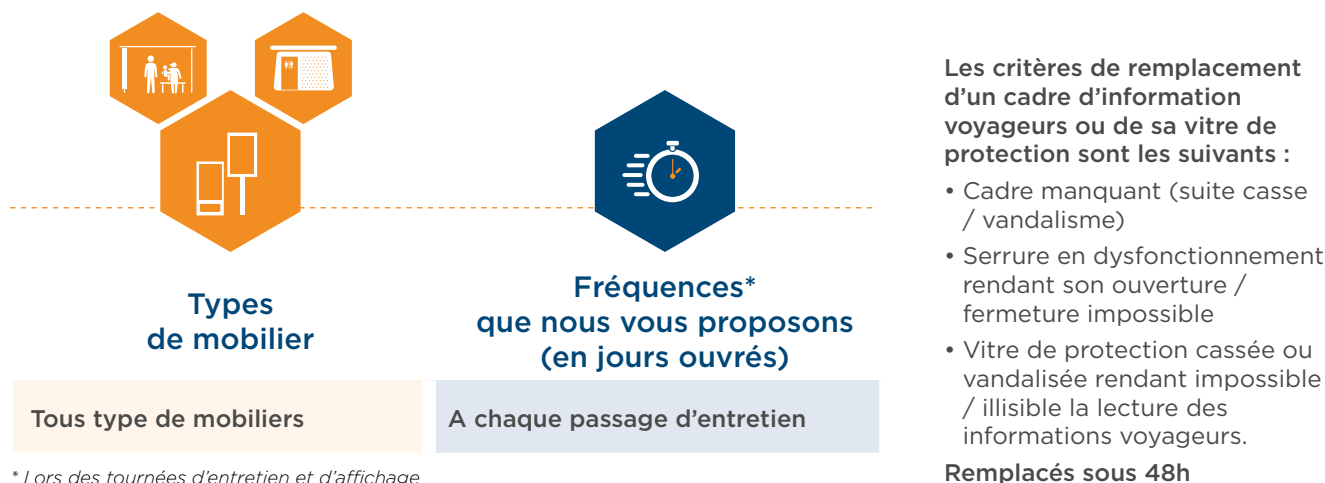 Types
de mobilier
Fréquences*
que nous vous proposons
(en jours ouvrés)
Tous type de mobiliers
A chaque passage d'entretien
* Lors des tournées d'entretien et d'affichage
Les critères de remplacement
d'un cadre d'information
voyageurs ou de sa vitre de
protection sont les suivants :
• Cadre manquant (suite casse
/ vandalisme)
• Serrure en dysfonctionnement
rendant son ouverture /
fermeture impossible
• Vitre de protection cassée ou
vandalisée rendant impossible
/ illisible la lecture des
informations voyageurs.
Remplacés sous 48h